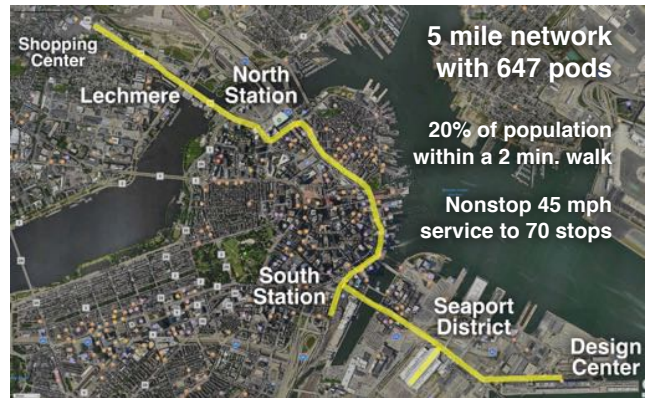 5 mile network
with 647 pods
20% of population
within a 2 min. walk
Nonstop 45 mph
service to 70 stops
Shopping
Center
Lechmere
North
Station
South
Station
Seaport
District
Design
Center